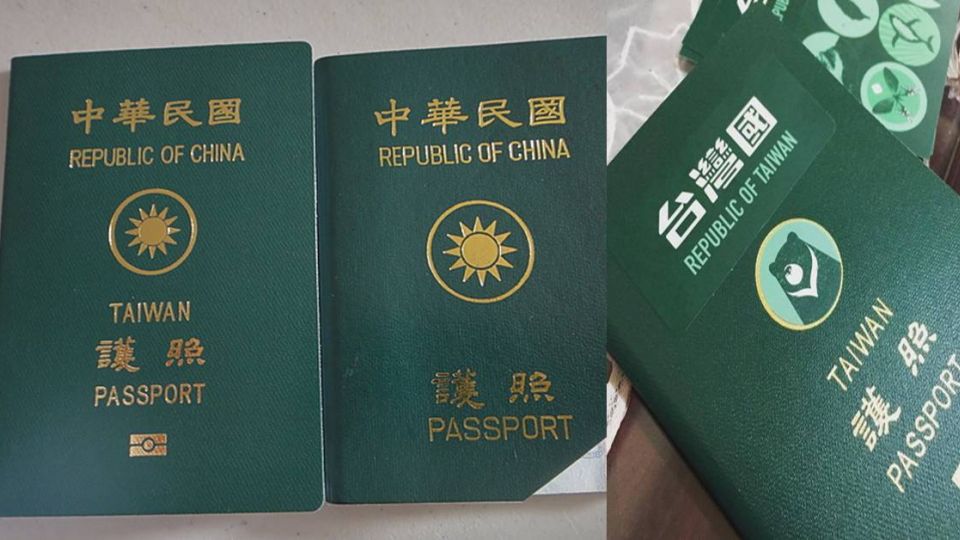 中華民國
REPUBLIC OF CHINA
TAIWAN
護照
PASSPORT
中華民國
REPUBLIC OF CHINA
護照
PASSPORT
台灣國
REPUBLIC OF TAIWAN
TAIWAN
護照
PASSPORT